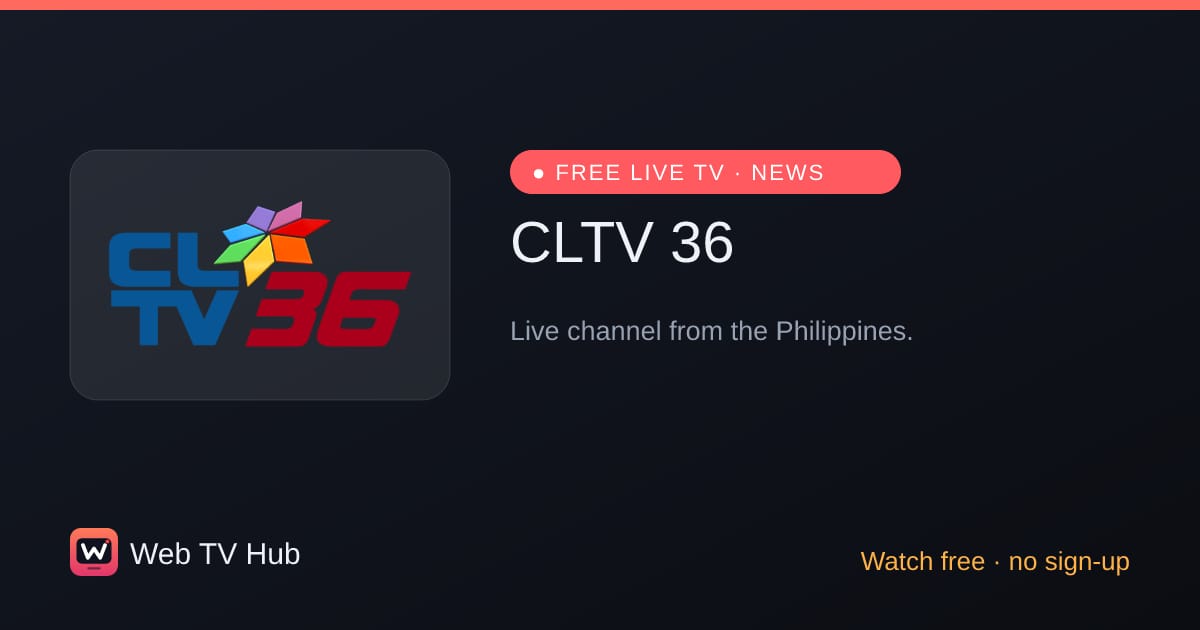 CL
TV 36
FREE LIVE TV · NEWS
CLTV 36
Live channel from the Philippines.
W
Web TV Hub
Watch free · no sign-up